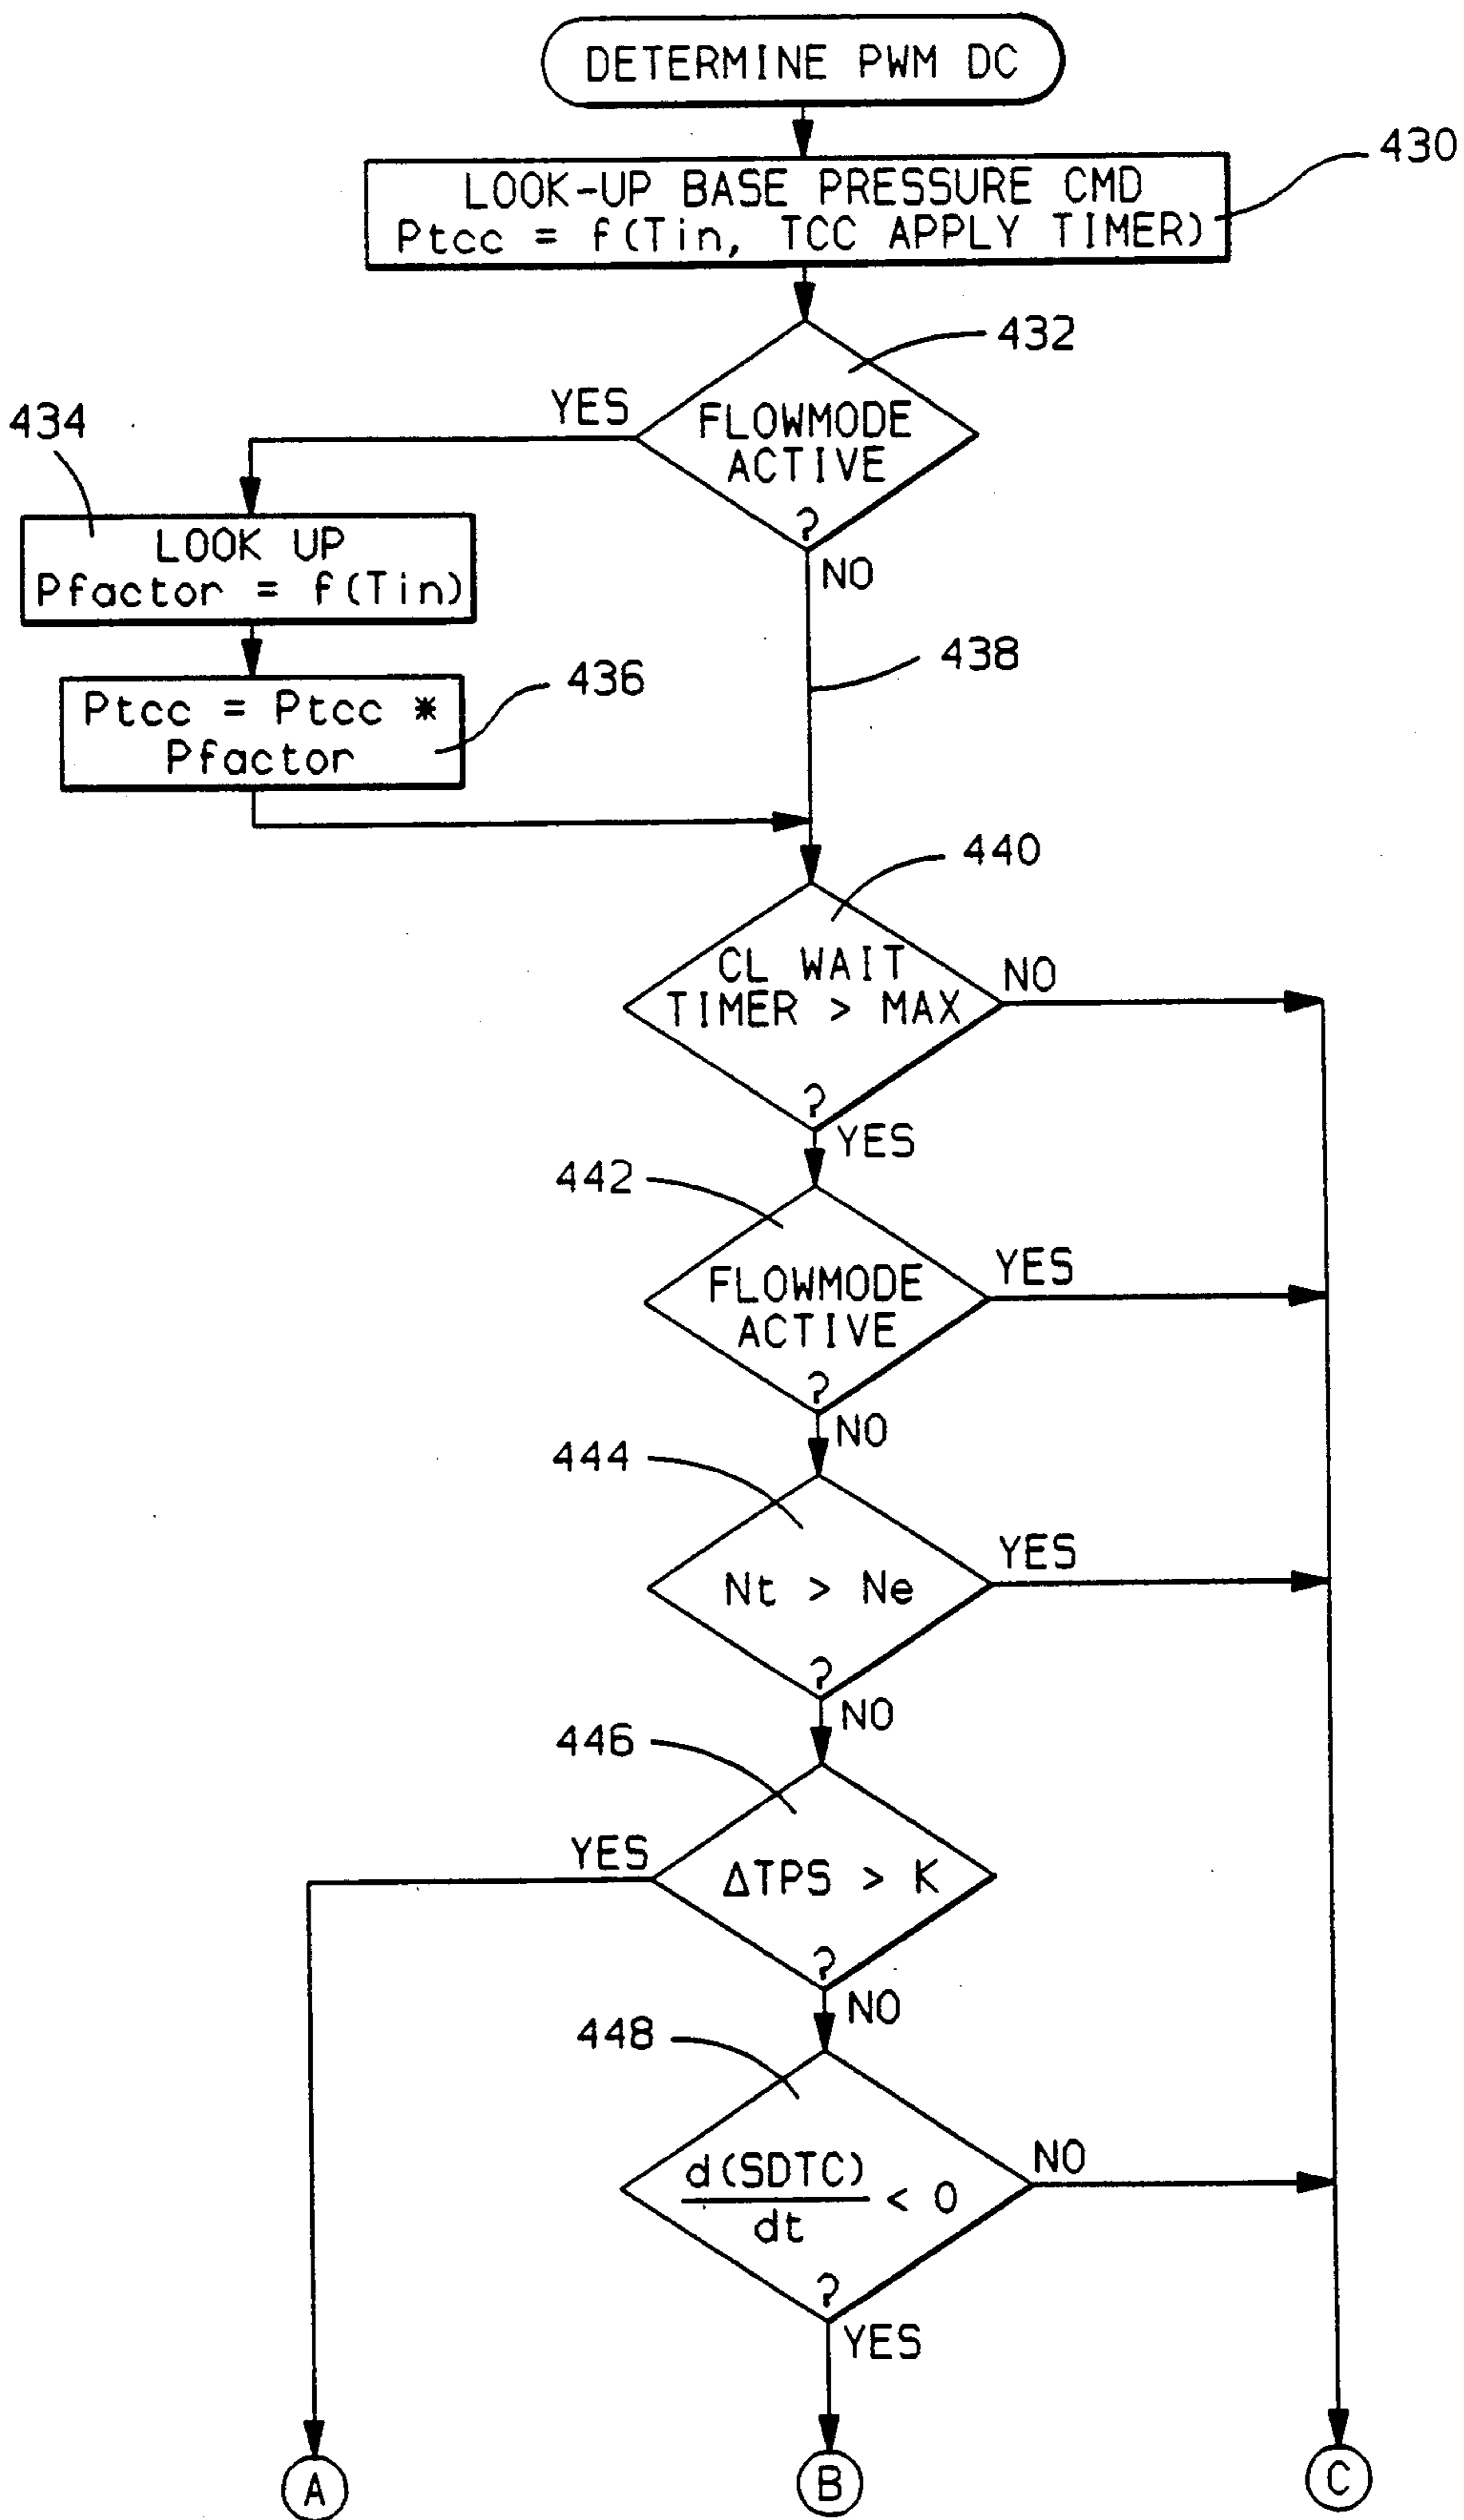 DETERMINE PWM DC
430
LOOK-UP BASE PRESSURE CMD
Ptcc = f(Tin, TCC APPLY TIMER)
432
YES
434
FLOWMODE
ACTIVE
?
NO
LOOK UP
Pfactor = f(Tin)
438
436
Ptcc = Ptcc *
Pfactor
440
CL WAIT
TIMER > MAX
?
NO
YES
442
FLOWMODE
ACTIVE
?
YES
NO
444
Nt > Ne
?
YES
NO
446
YES
ΔTPS > K
?
NO
448
d(SDTC)
dt
< 0
?
NO
YES
A
B
C